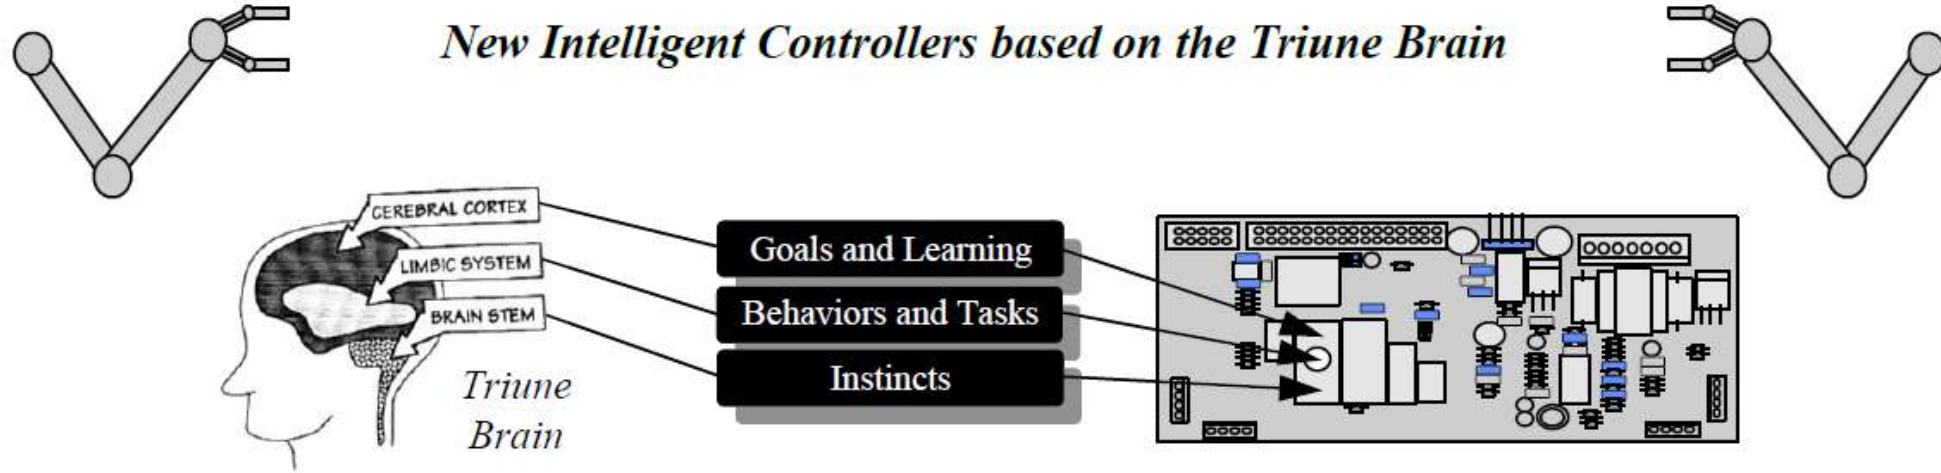 New Intelligent Controllers based on the Triune Brain
CEREBRAL CORTEX
LIMBIC SYSTEM
BRAIN STEM
Triune
Brain
Goals and Learning
Behaviors and Tasks
Instincts